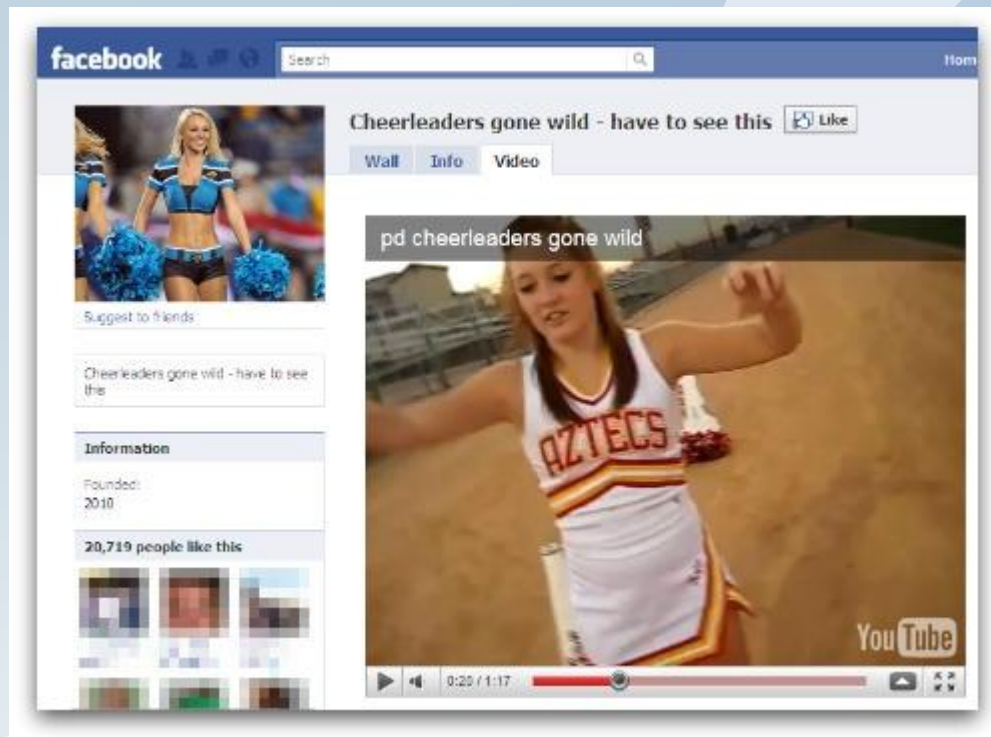 facebook
Search
Home
Cheerleaders gone wild - have to see this
Like
Wall
Info
Video
Suggest to friends
Cheerleaders gone wild - have to see
this
Information
Founded:
2010
20,719 people like this
pd cheerleaders gone wild
AZTECS
You Tube
0:20 / 1:17